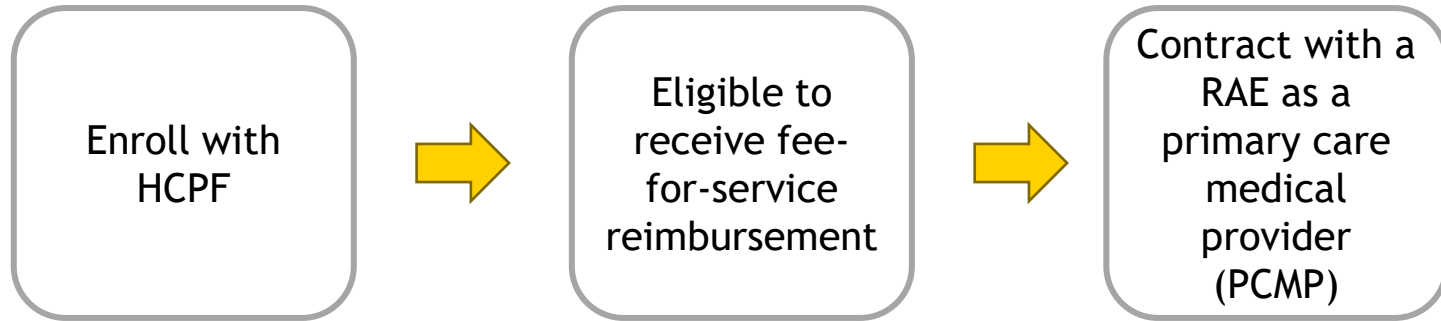 Enroll with
HCPF
Eligible to
receive fee-
for-service
reimbursement
Contract with a
RAE as a
primary care
medical
provider
(PCMP)